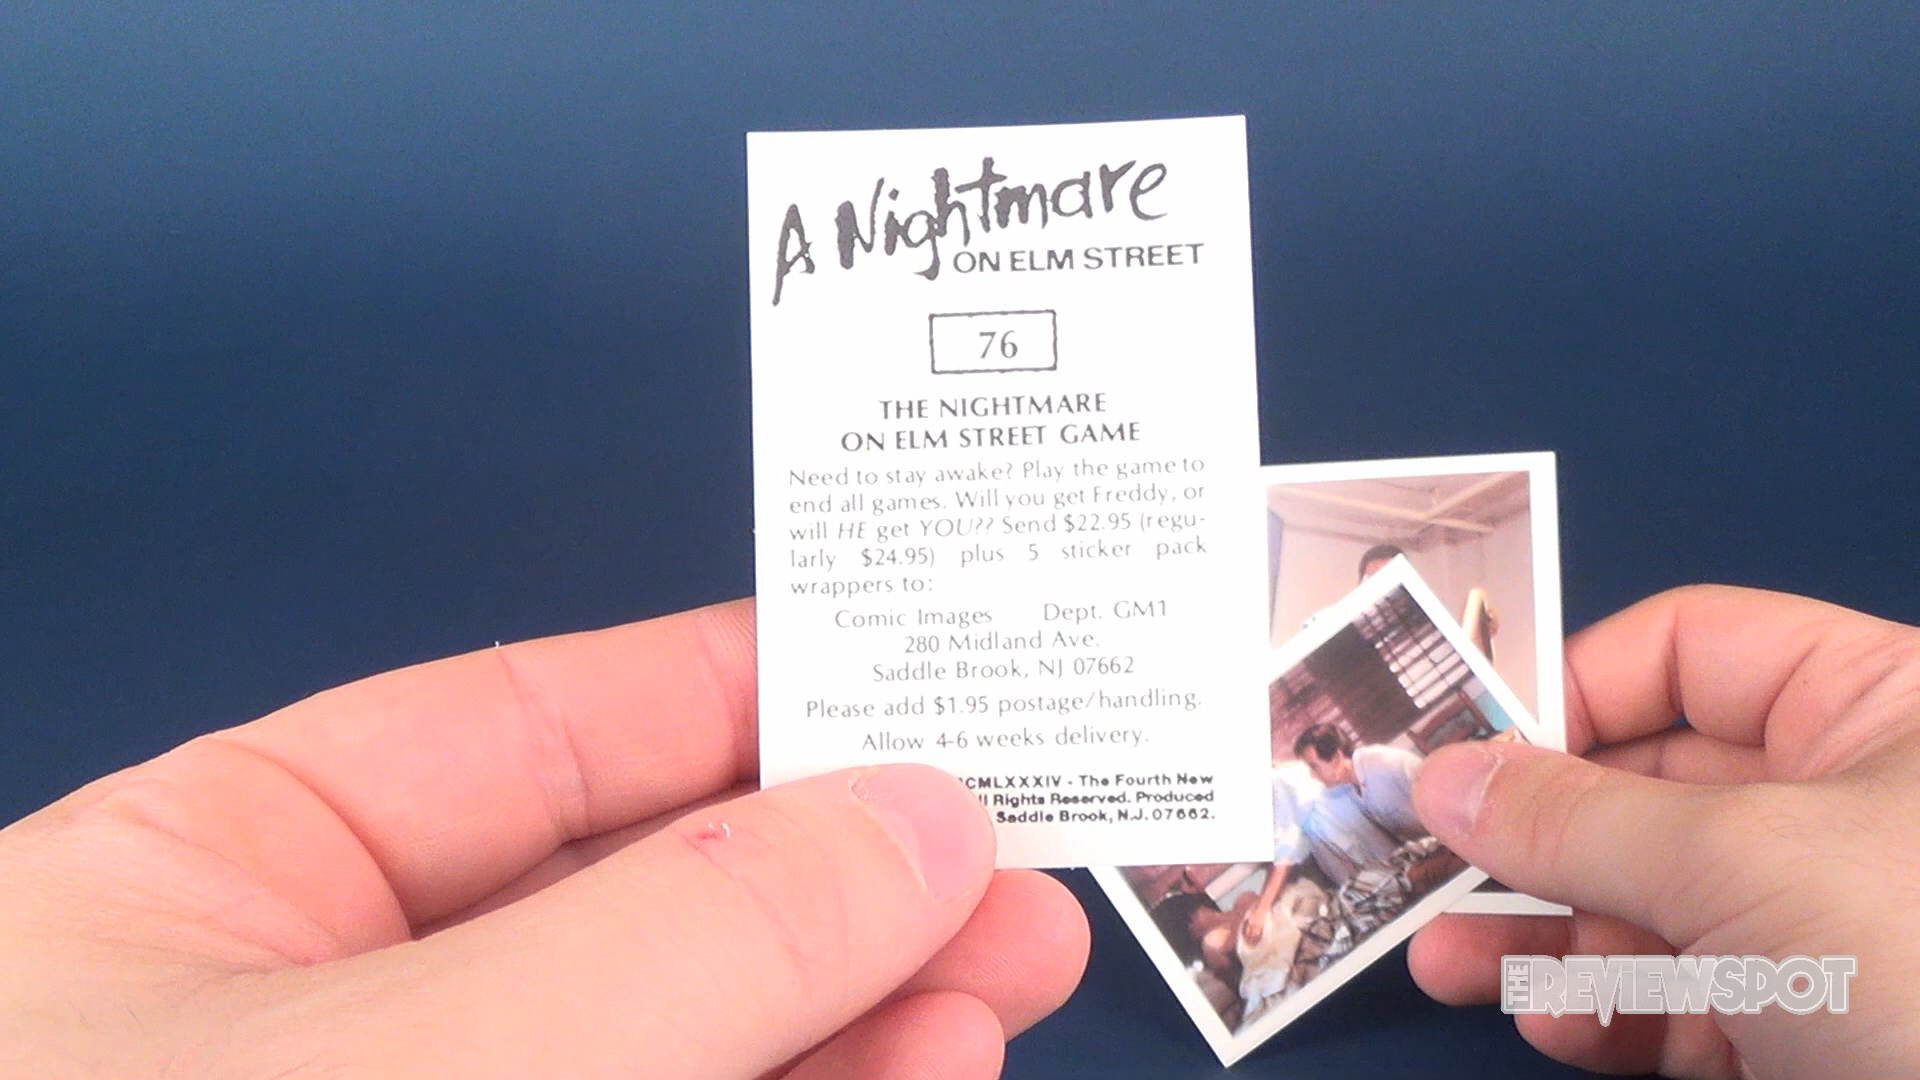 A Nightmare
ON ELM STREET
76
THE NIGHTMARE
ON ELM STREET GAME
Need to stay awake? Play the game to
end all games. Will you get Freddy, or
will HE get YOU?? Send $22.95 (regu-
larly $24.95) plus 5 sticker pack
wrappers to:
Comic Images Dept. GM1
280 Midland Ave.
Saddle Brook, NJ 07662
Please add $1.95 postage/handling.
Allow 4-6 weeks delivery.
CMLXXXIV - The Fourth New
ll Rights Reserved. Produced
Saddle Brook, N.J. 07662.
THE REVIEWSPOT